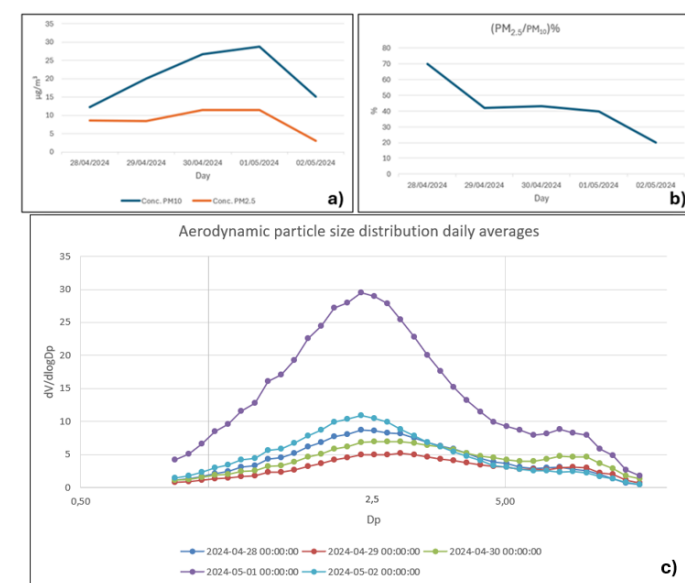 35
30
25
20
15
10
5
0
µg/m³
28/04/2024 29/04/2024 30/04/2024 01/05/2024 02/05/2024
Day
Conc. PM10 Conc. PM2.5
a)
(PM2.5/PM10)%
80
70
60
50
40
30
20
10
0
%
28/04/2024 29/04/2024 30/04/2024 01/05/2024 02/05/2024
Day
b)
Aerodynamic particle size distribution daily averages
35
30
25
20
15
10
5
0
dV/dlogDp
0,50 2,5 5,00
Dp
2024-04-28 00:00:00 2024-04-29 00:00:00 2024-04-30 00:00:00
2024-05-01 00:00:00 2024-05-02 00:00:00
c)